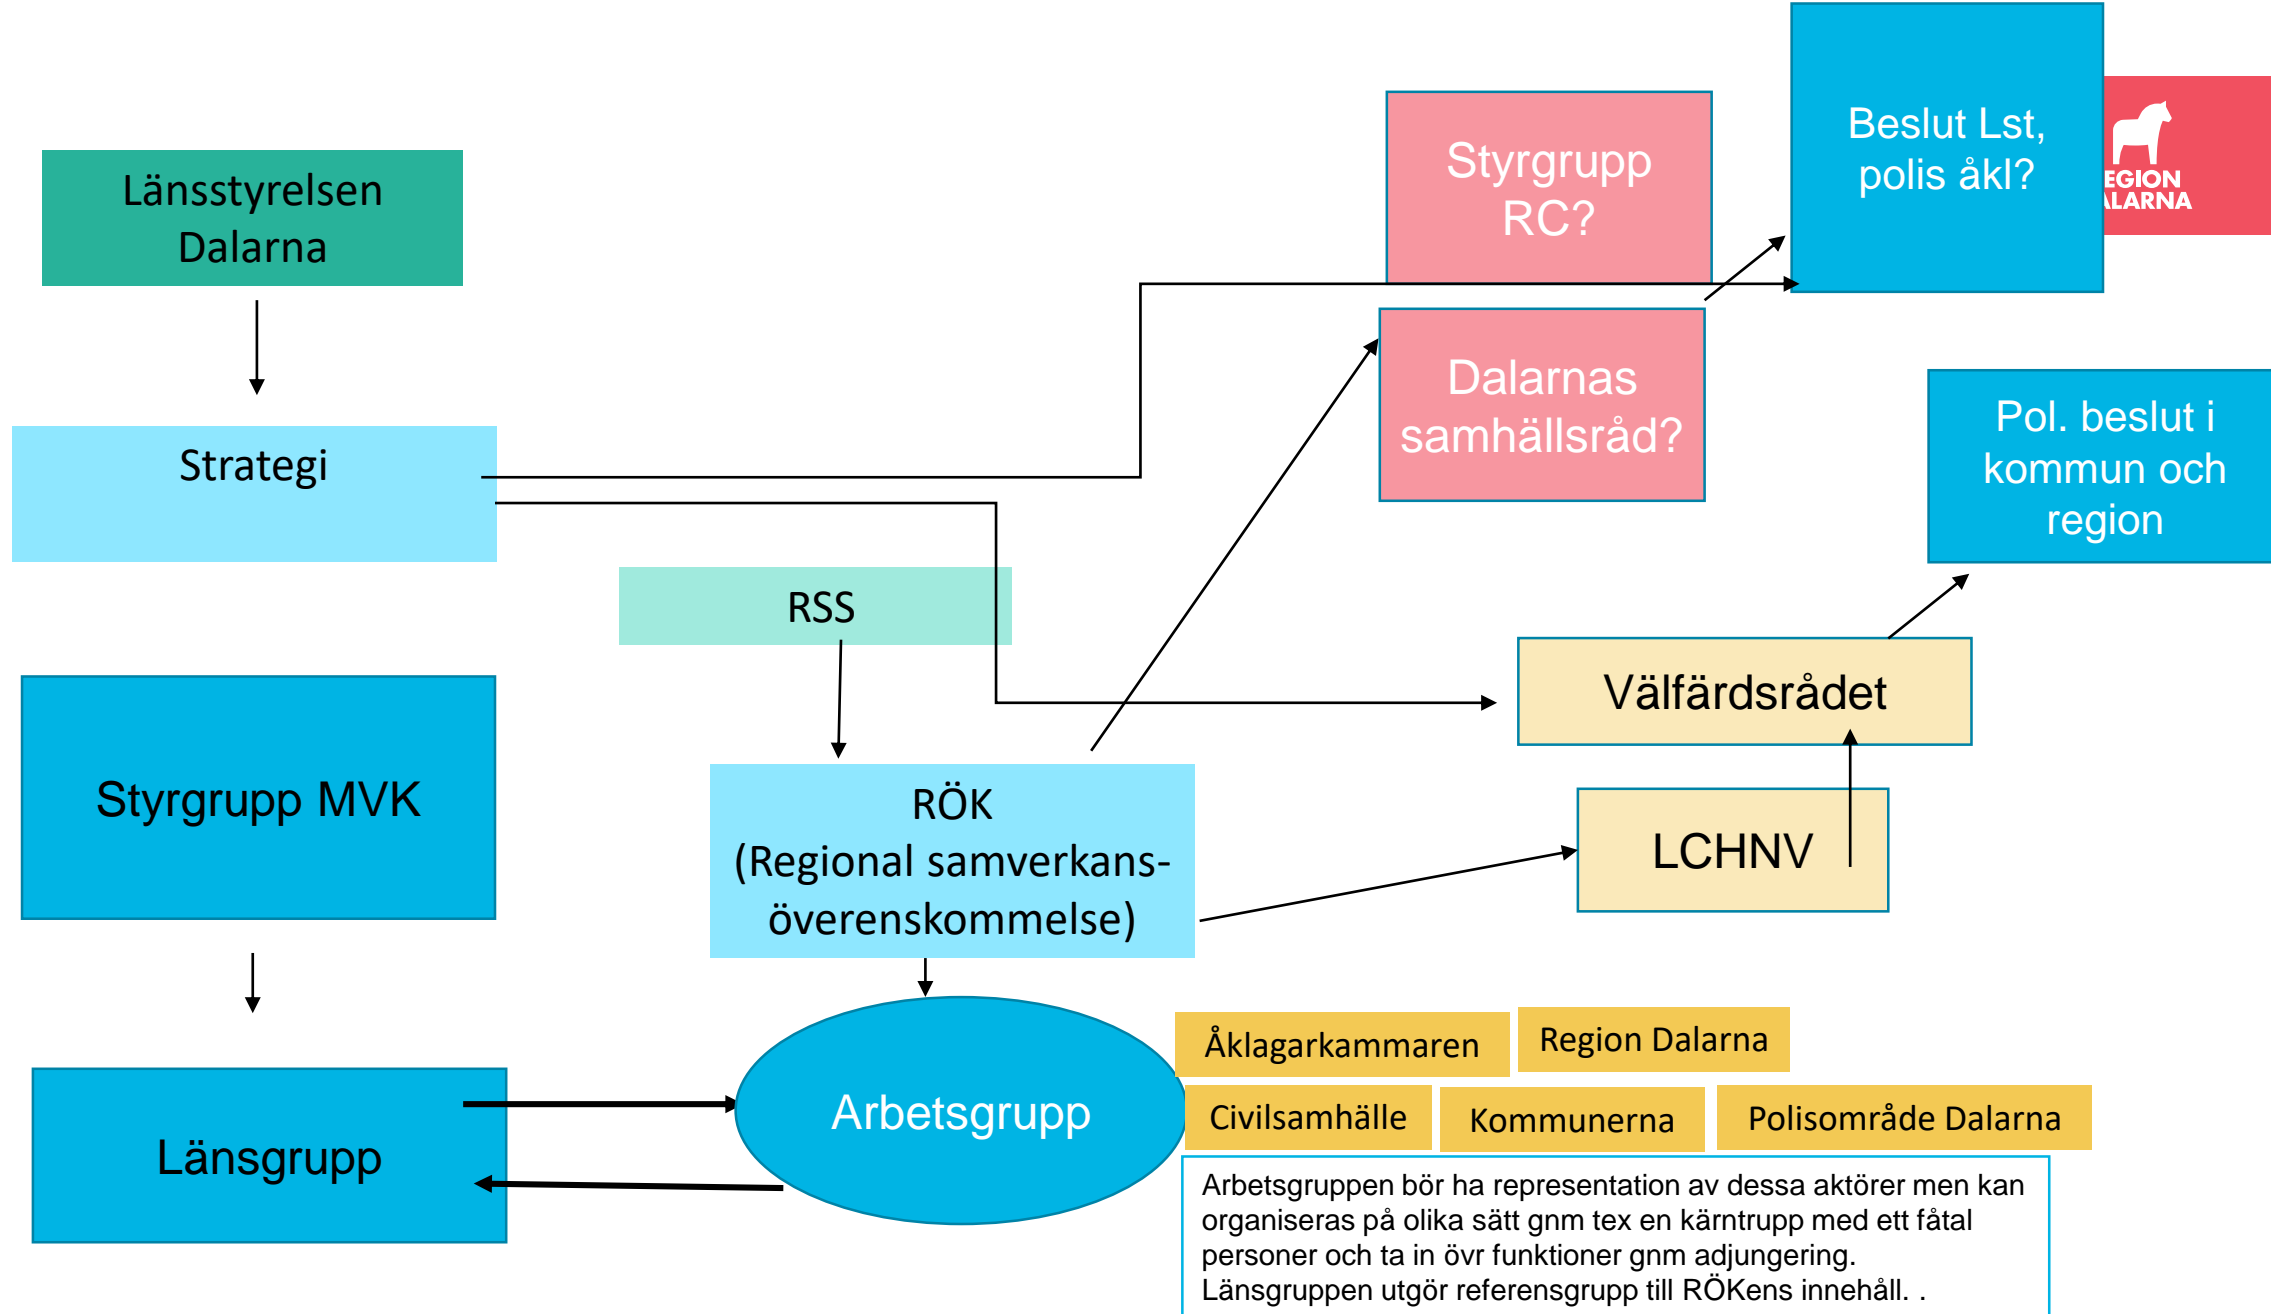 Länsstyrelsen
Dalarna
Strategi
Styrgrupp MVK
Länsgrupp
RSS
RÖK
(Regional samverkans-
överenskommelse)
Arbetsgrupp
Styrgrupp
RC?
Dalarnas
samhällsråd?
Beslut Lst,
polis åkl?
EGION
ALARNA
Pol. beslut i
kommun och
region
Välfärdsrådet
LCHNV
Åklagarkammaren
Region Dalarna
Civilsamhälle
Kommunerna
Polisområde Dalarna
Arbetsgruppen bör ha representation av dessa aktörer men kan
organiseras på olika sätt gnm tex en kärntrupp med ett fåtal
personer och ta in övr funktioner gnm adjungering.
Länsgruppen utgör referensgrupp till RÖKens innehåll. .